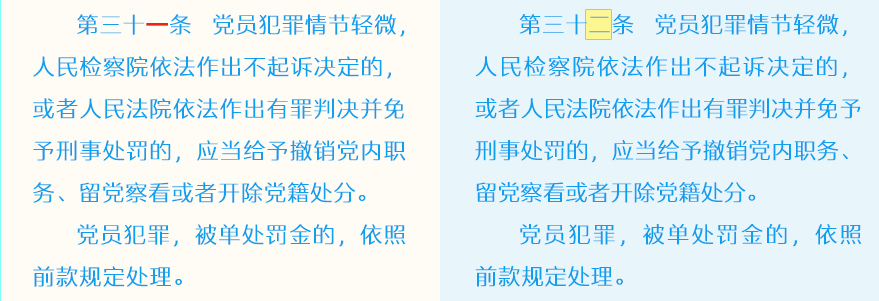 第三十一条 党员犯罪情节轻微，
人民检察院依法作出不起诉决定的，
或者人民法院依法作出有罪判决并免
予刑事处罚的，应当给予撤销党内职
务、留党察看或者开除党籍处分。
党员犯罪，被单处罚金的，依照
前款规定处理。
第三十二条 党员犯罪情节轻微，
人民检察院依法作出不起诉决定的，
或者人民法院依法作出有罪判决并免予
刑事处罚的，应当给予撤销党内职务、
留党察看或者开除党籍处分。
党员犯罪，被单处罚金的，依照
前款规定处理。